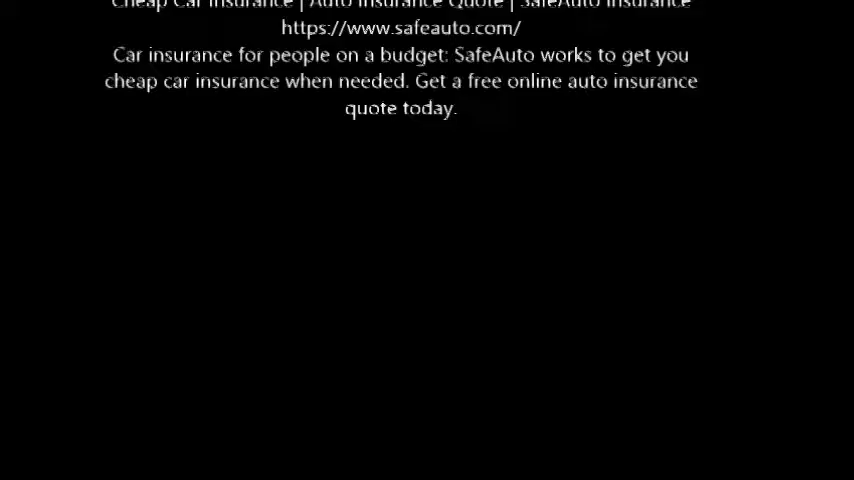 Cheap Car Insurance | Auto Insurance Quote | SafeAuto Insurance
https://www.safeauto.com/
Car insurance for people on a budget: SafeAuto works to get you
cheap car insurance when needed. Get a free online auto insurance
quote today.